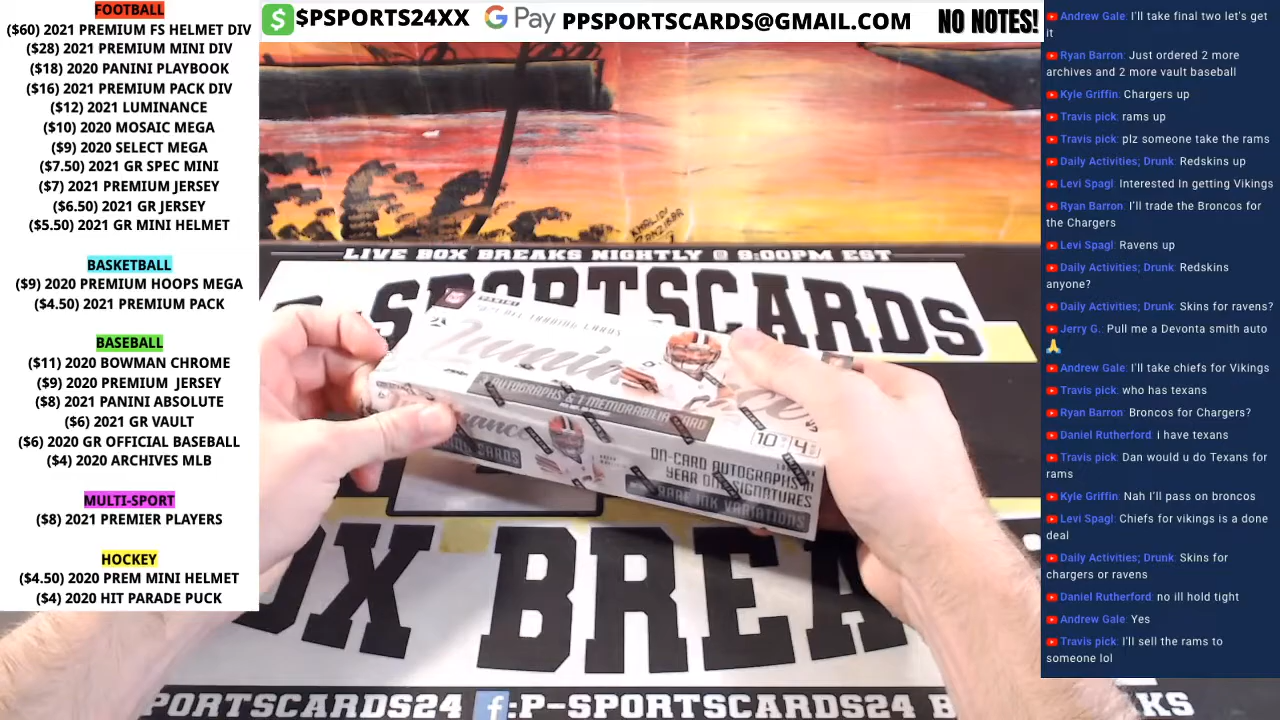 FOOTBALL
($60) 2021 PREMIUM FS HELMET DIV
($28) 2021 PREMIUM MINI DIV
($18) 2020 PANINI PLAYBOOK
($16) 2021 PREMIUM PACK DIV
($12) 2021 LUMINANCE
($10) 2020 MOSAIC MEGA
($9) 2020 SELECT MEGA
($7.50) 2021 GR SPEC MINI
($7) 2021 PREMIUM JERSEY
($6.50) 2021 GR JERSEY
($5.50) 2021 GR MINI HELMET
BASKETBALL
($9) 2020 PREMIUM HOOPS MEGA
($4.50) 2021 PREMIUM PACK
BASEBALL
($11) 2020 BOWMAN CHROME
($9) 2020 PREMIUM JERSEY
($8) 2021 PANINI ABSOLUTE
($6) 2021 GR VAULT
($6) 2020 GR OFFICIAL BASEBALL
($4) 2020 ARCHIVES MLB
MULTI-SPORT
($8) 2021 PREMIER PLAYERS
HOCKEY
($4.50) 2020 PREM MINI HELMET
($4) 2020 HIT PARADE PUCK
$PSPORTS24XX G Pay PPSPORTSCARDS@GMAIL.COM NO NOTES!
LIVE BOX BREAKS NIGHTLY @ 8:00PM EST
SPORTSCARDS
PANINI
AUTOGRAPHS & 1 MEMORABILIA CARD
10 4
ON-CARD AUTOGRAPHS
SIGNATURES
RARE INK VARIATIONS
OX BREA
PORTSCARDS24 f:P-SPORTSCARDS24 B
Andrew Gale: I'll take final two let's get
it
Ryan Barron: Just ordered 2 more
archives and 2 more vault baseball
Kyle Griffin: Chargers up
Travis pick: rams up
Travis pick: plz someone take the rams
Daily Activities; Drunk: Redskins up
Levi Spagl: Interested In getting Vikings
Ryan Barron: I'll trade the Broncos for
the Chargers
Levi Spagl: Ravens up
Daily Activities; Drunk: Redskins
anyone?
Daily Activities; Drunk: Skins for ravens?
Jerry G.: Pull me a Devonta smith auto
🙏
Andrew Gale: I'll take chiefs for Vikings
Travis pick: who has texans
Ryan Barron: Broncos for Chargers?
Daniel Rutherford: i have texans
Travis pick: Dan would u do Texans for
rams
Kyle Griffin: Nah I'll pass on broncos
Levi Spagl: Chiefs for vikings is a done
deal
Daily Activities; Drunk: Skins for
chargers or ravens
Daniel Rutherford: no ill hold tight
Andrew Gale: Yes
Travis pick: I'll sell the rams to
someone lol